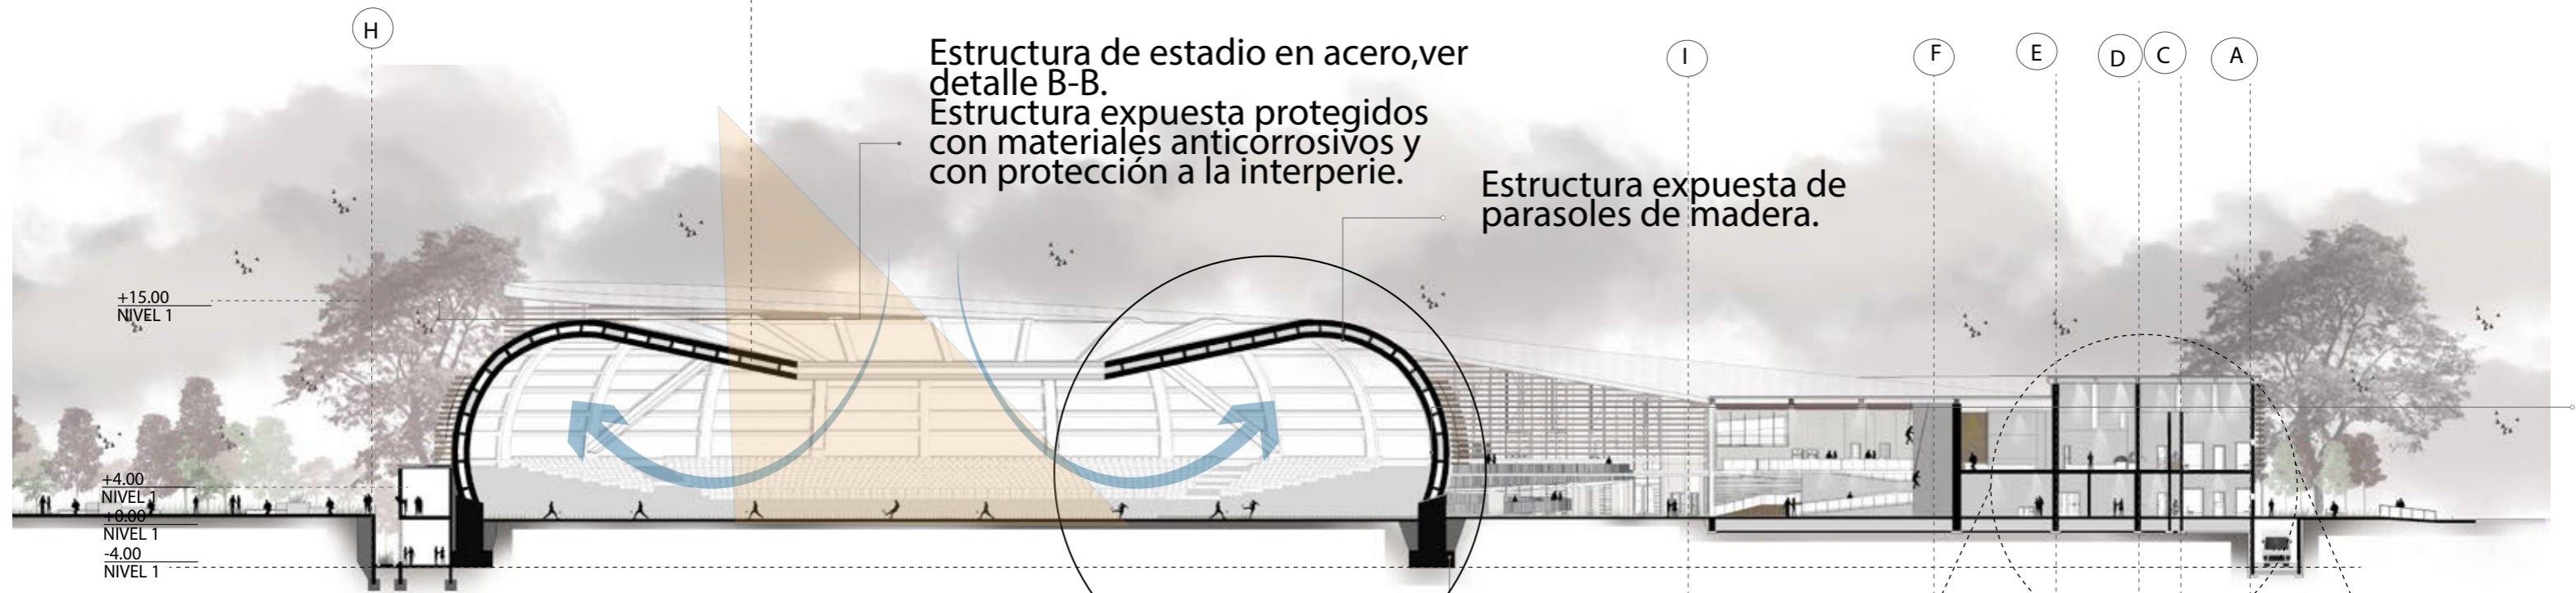 H
Estructura de estadio en acero,ver
detalle B-B.
Estructura expuesta protegidos
con materiales anticorrosivos y
con protección a la interperie.
Estructura expuesta de
parasoles de madera.
I
F
E
D
C
A
+15.00
NIVEL 1
+4.00
NIVEL 1
+0.00
NIVEL 1
-4.00
NIVEL 1